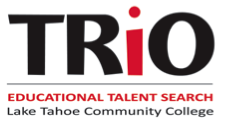 TRiO
EDUCATIONAL TALENT SEARCH
Lake Tahoe Community College